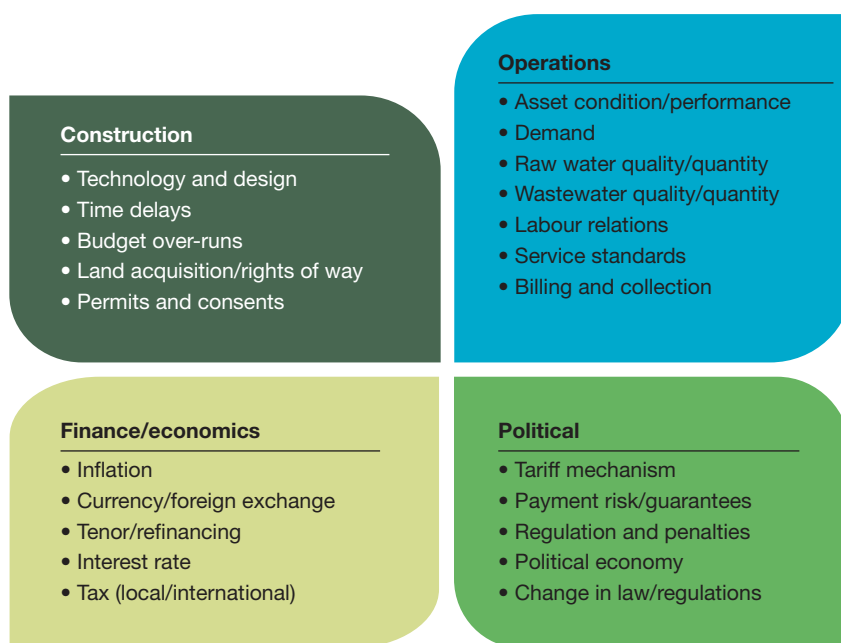 Construction
• Technology and design
• Time delays
• Budget over-runs
• Land acquisition/rights of way
• Permits and consents
Operations
• Asset condition/performance
• Demand
• Raw water quality/quantity
• Wastewater quality/quantity
• Labour relations
• Service standards
• Billing and collection
Finance/economics
• Inflation
• Currency/foreign exchange
• Tenor/refinancing
• Interest rate
• Tax (local/international)
Political
• Tariff mechanism
• Payment risk/guarantees
• Regulation and penalties
• Political economy
• Change in law/regulations